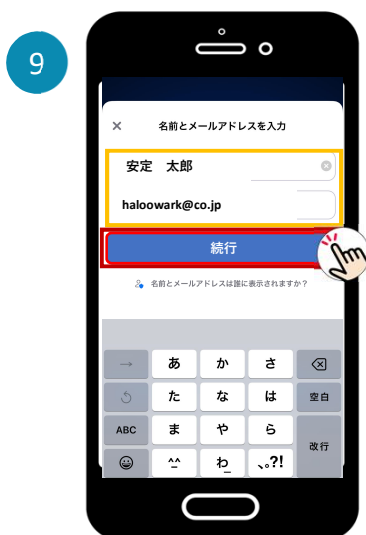 9
× 名前とメールアドレスを入力
安定 太郎
haloowark@co.jp
続行
名前とメールアドレスは誰に表示されますか?
→ あ か さ
た な は 空白
ABC ま や ら
改行
^^ わ_ 、。?!